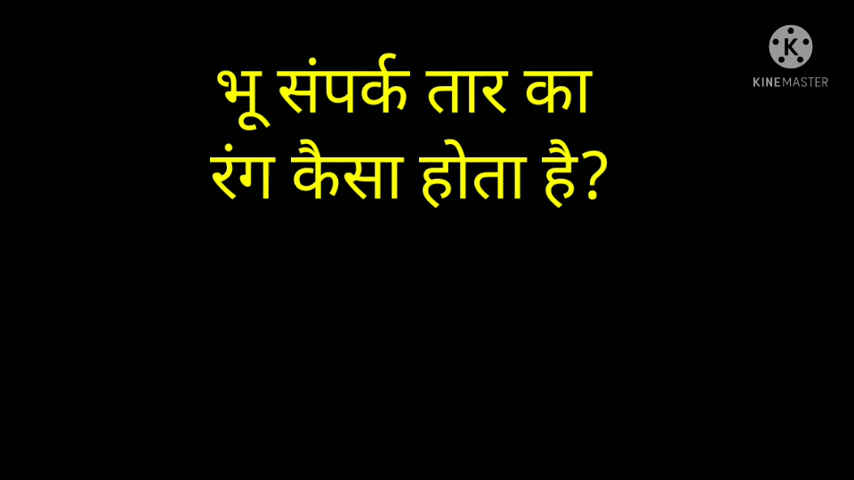 भू संपर्क तार का
रंग कैसा होता है?
K
KINEMASTER